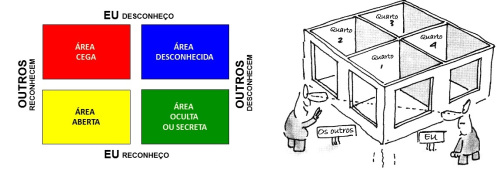 EU DESCONHEÇO
OUTROS
RECONHECEM
ÁREA
CEGA
ÁREA
DESCONHECIDA
ÁREA
ABERTA
ÁREA
OCULTA
OU SECRETA
OUTROS
DESCONHECEM
EU RECONHEÇO
Quarto
3
Quarto
2
Quarto
4
Quarto
1
Os outros
EU